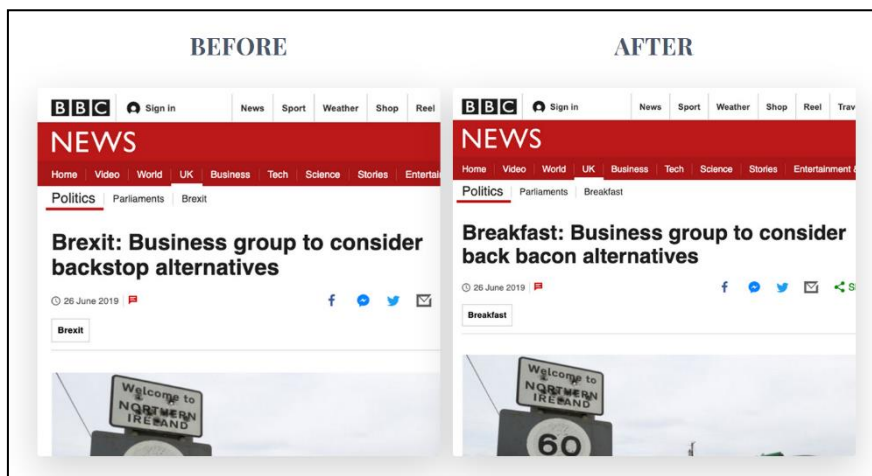 BEFORE
BBC Sign in News Sport Weather Shop Reel
NEWS
Home Video World UK Business Tech Science Stories Entertai
Politics Parliaments Brexit
Brexit: Business group to consider
backstop alternatives
26 June 2019
Brexit
Welcome to
NORTHERN
IRELAND
AFTER
BBC Sign in News Sport Weather Shop Reel Trav
NEWS
Home Video World UK Business Tech Science Stories Entertainment &
Politics Parliaments Breakfast
Breakfast: Business group to consider
back bacon alternatives
26 June 2019 S
Breakfast
Welcome to
NORTHERN
IRELAND
60